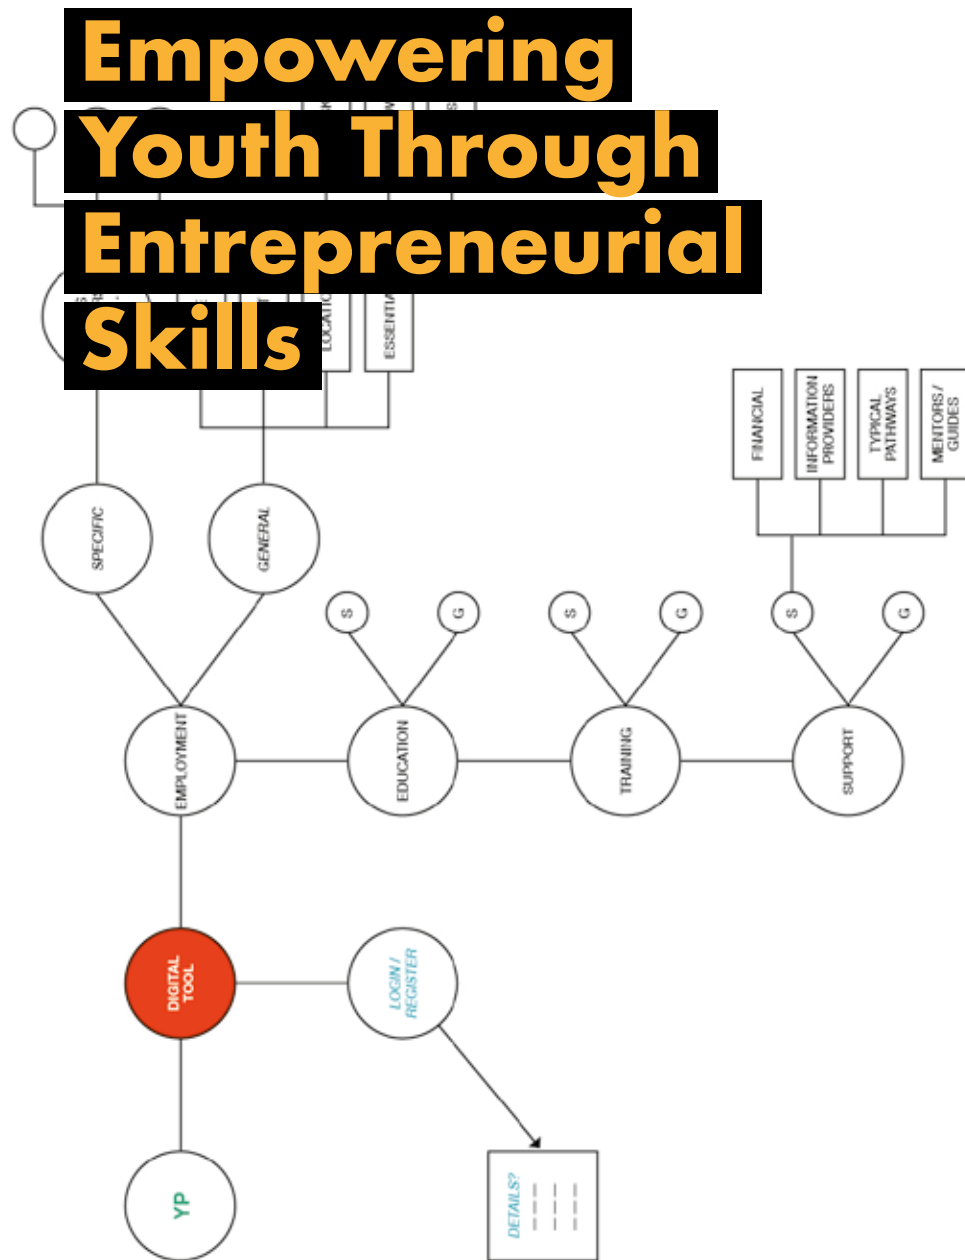 Empowering
Youth Through
Entrepreneurial
Skills
FINANCIAL
INFORMATION
PROVIDERS
TYPICAL
PATHWAYS
MENTORS /
GUIDES
SPECIFIC
GENERAL
S
G
S
G
S
G
EMPLOYMENT
EDUCATION
TRAINING
SUPPORT
DIGITAL
TOOL
LOGIN /
REGISTER
YP
DETAILS?